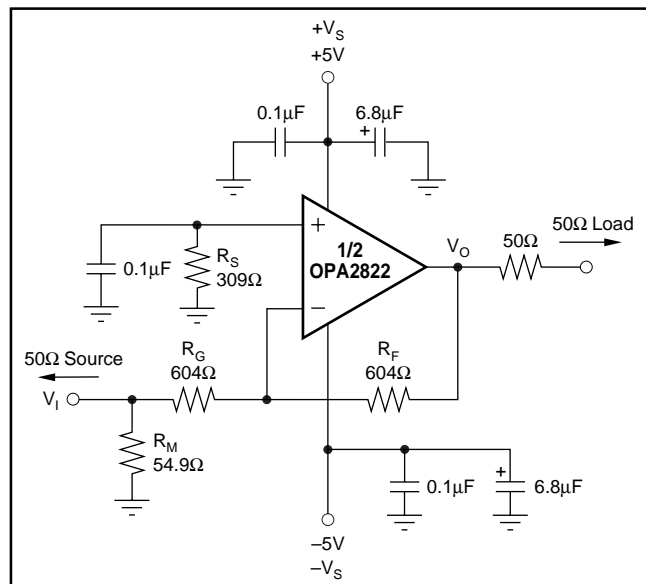 +V_S
+5V
0.1μF
+
6.8μF
+
1/2
OPA2822
−
0.1μF
R_S
309Ω
V_O
50Ω
50Ω Load
50Ω Source
V_I
R_G
604Ω
R_F
604Ω
R_M
54.9Ω
0.1μF
+
6.8μF
–5V
–V_S